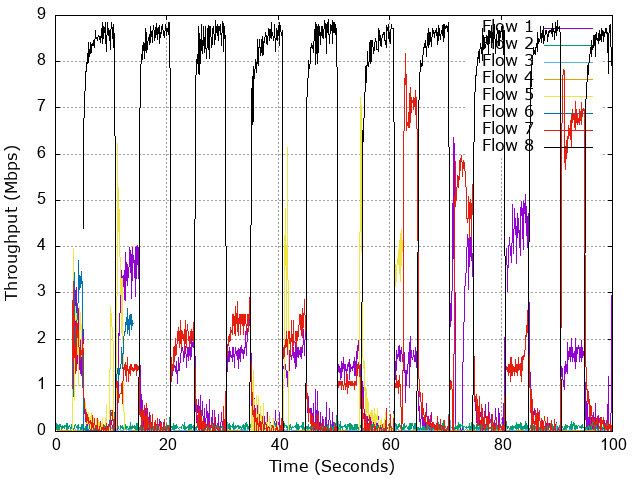 9
8
7
6
5
4
3
2
1
0
Throughput (Mbps)
Flow 1
Flow 2
Flow 3
Flow 4
Flow 5
Flow 6
Flow 7
Flow 8
0 20 40 60 80 100
Time (Seconds)